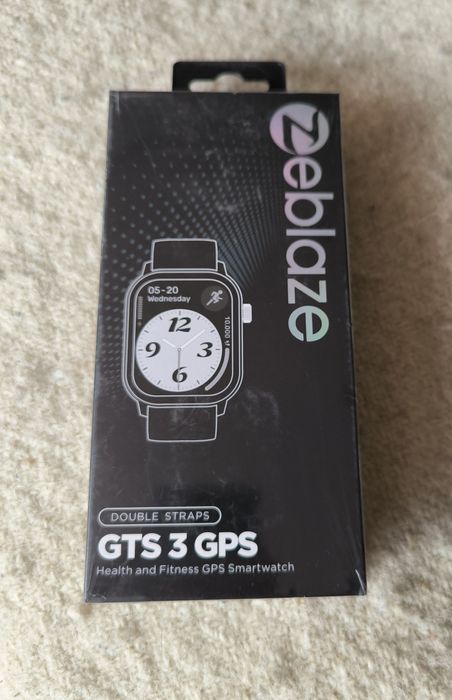 Zeblaze
05-20
Wednesday
12
9
3
6
10,000
DOUBLE STRAPS
GTS 3 GPS
Health and Fitness GPS Smartwatch